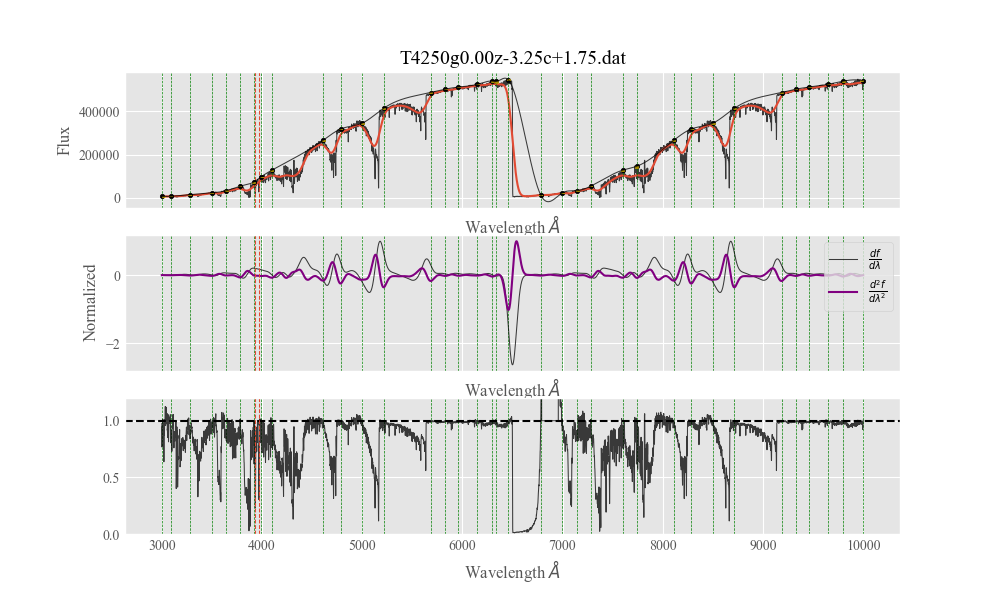 T4250g0.00z-3.25c+1.75.dat
Flux
400000
200000
0
Wavelength Å
Normalized
0
−2
df/dλ
d²f/dλ²
Wavelength Å
1.0
0.5
0.0
3000 4000 5000 6000 7000 8000 9000 10000
Wavelength Å